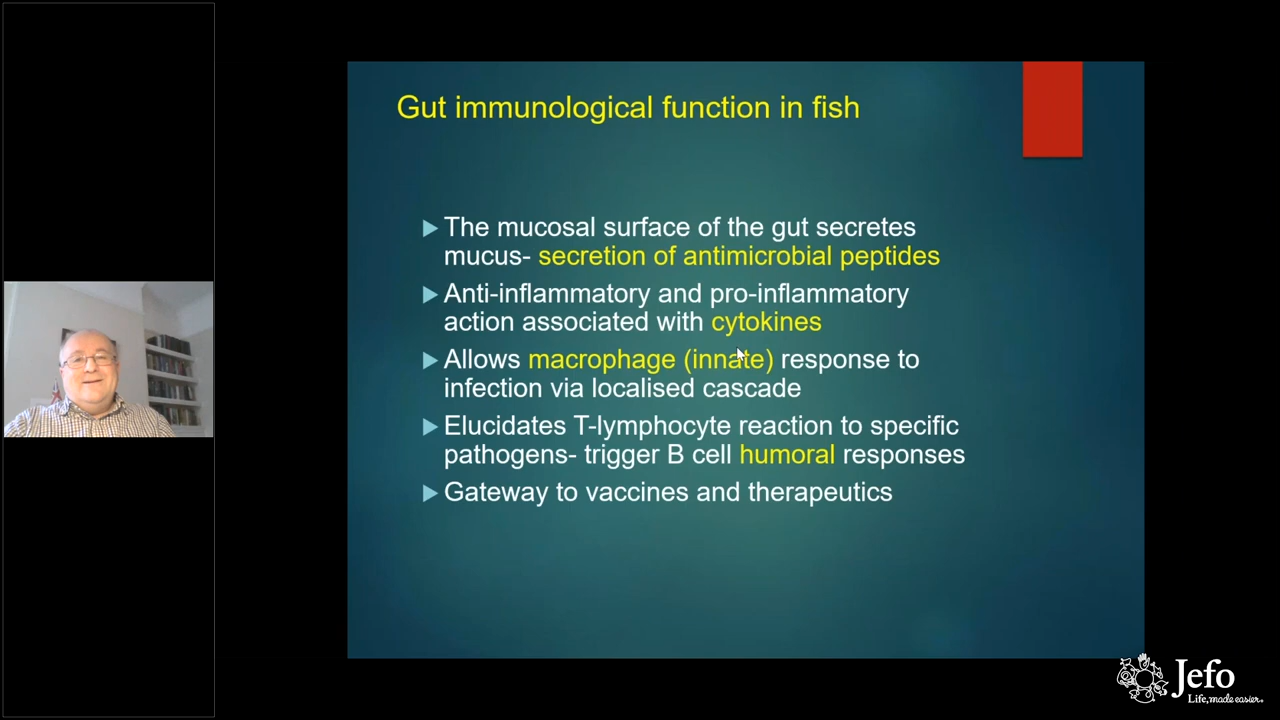 Gut immunological function in fish
The mucosal surface of the gut secretes
mucus- secretion of antimicrobial peptides
Anti-inflammatory and pro-inflammatory
action associated with cytokines
Allows macrophage (innate) response to
infection via localised cascade
Elucidates T-lymphocyte reaction to specific
pathogens- trigger B cell humoral responses
Gateway to vaccines and therapeutics
Jefo
Life, made easier.